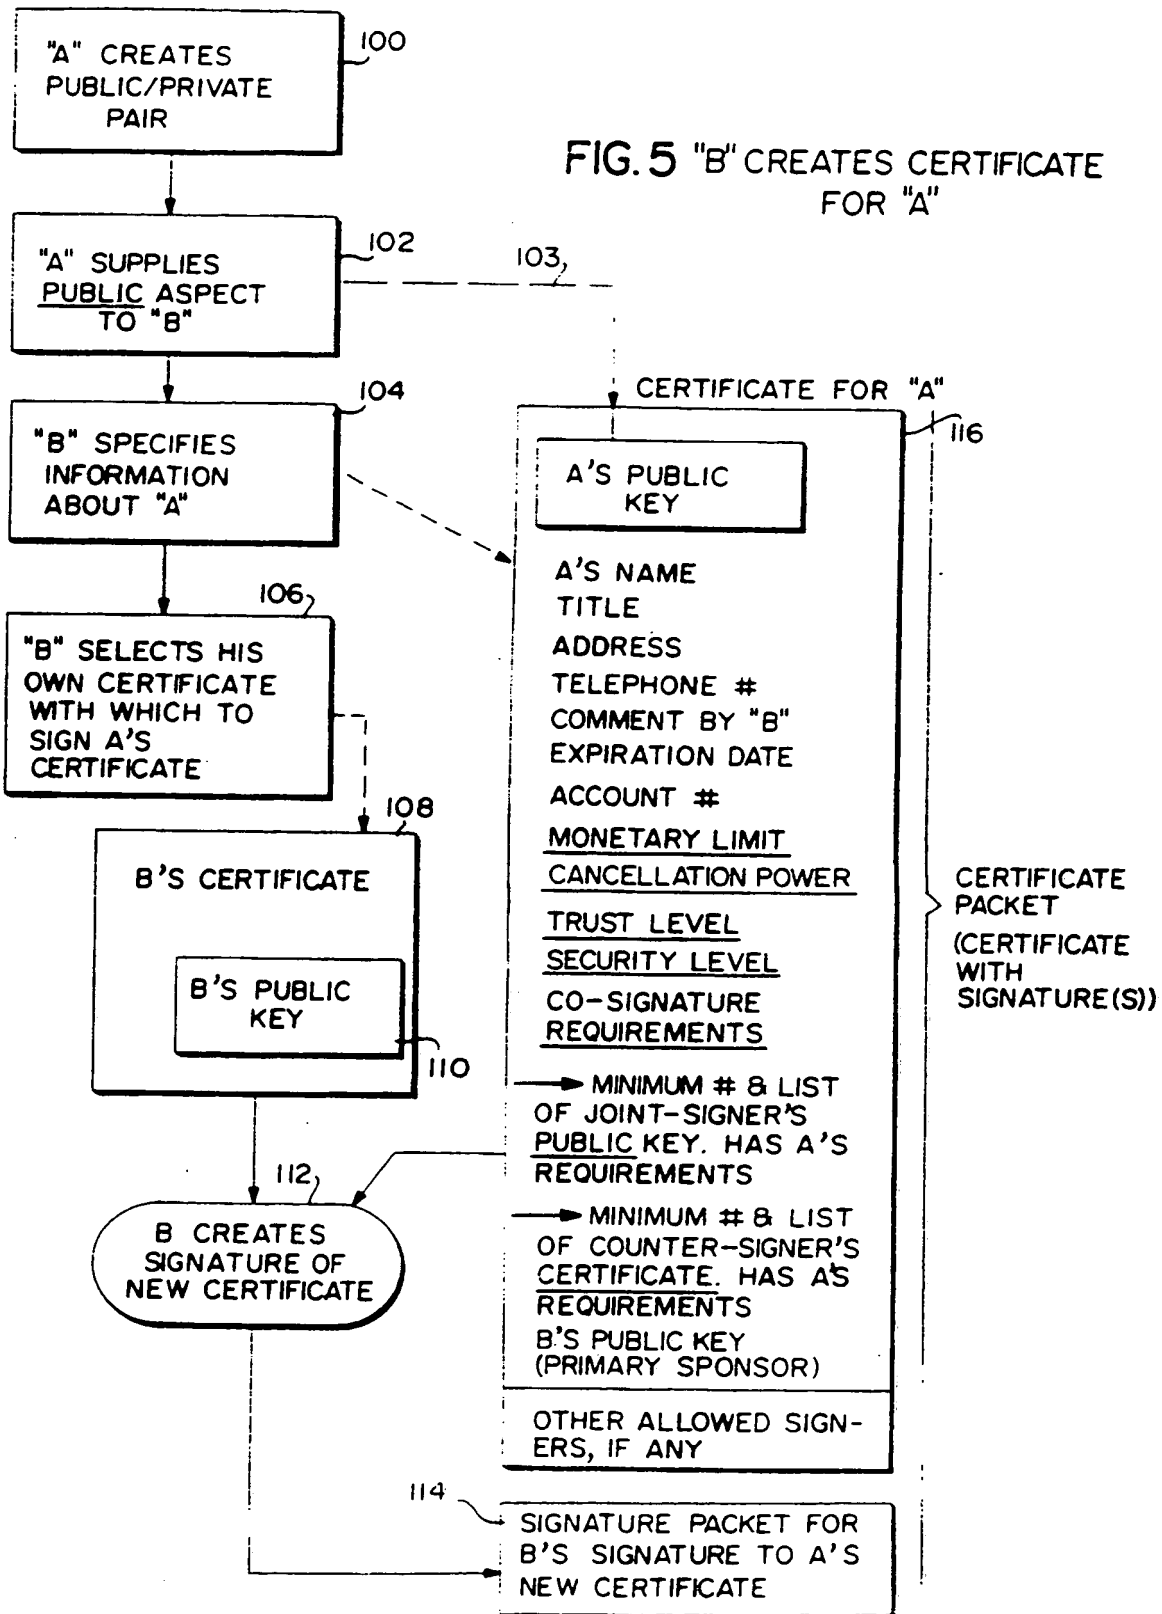 "A" CREATES
PUBLIC/PRIVATE
PAIR
100
FIG. 5 "B" CREATES CERTIFICATE
FOR "A"
"A" SUPPLIES
PUBLIC ASPECT
TO "B"
102
103
"B" SPECIFIES
INFORMATION
ABOUT "A"
104
"B" SELECTS HIS
OWN CERTIFICATE
WITH WHICH TO
SIGN A'S
CERTIFICATE
106
B'S CERTIFICATE
108
B'S PUBLIC
KEY
110
B CREATES
SIGNATURE OF
NEW CERTIFICATE
112
CERTIFICATE FOR "A"
116
A'S PUBLIC
KEY
A'S NAME
TITLE
ADDRESS
TELEPHONE #
COMMENT BY "B"
EXPIRATION DATE
ACCOUNT #
MONETARY LIMIT
CANCELLATION POWER
TRUST LEVEL
SECURITY LEVEL
CO-SIGNATURE
REQUIREMENTS
MINIMUM # & LIST
OF JOINT-SIGNER'S
PUBLIC KEY. HAS A'S
REQUIREMENTS
MINIMUM # & LIST
OF COUNTER-SIGNER'S
CERTIFICATE. HAS A'S
REQUIREMENTS
B'S PUBLIC KEY
(PRIMARY SPONSOR)
OTHER ALLOWED SIGN-
ERS, IF ANY
CERTIFICATE
PACKET
(CERTIFICATE
WITH
SIGNATURE(S))
114
SIGNATURE PACKET FOR
B'S SIGNATURE TO A'S
NEW CERTIFICATE